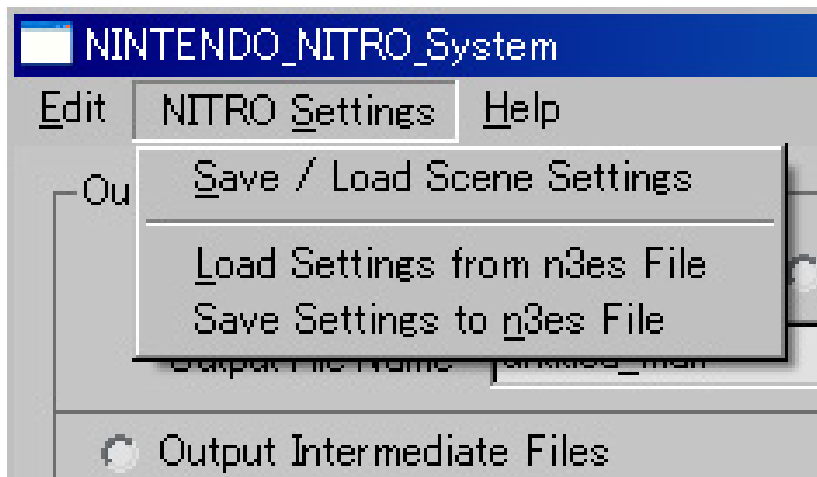 NINTENDO_NITRO_System
Edit NITRO Settings Help
Save / Load Scene Settings
Ou
Load Settings from n3es File
Save Settings to n3es File
Output Intermediate Files